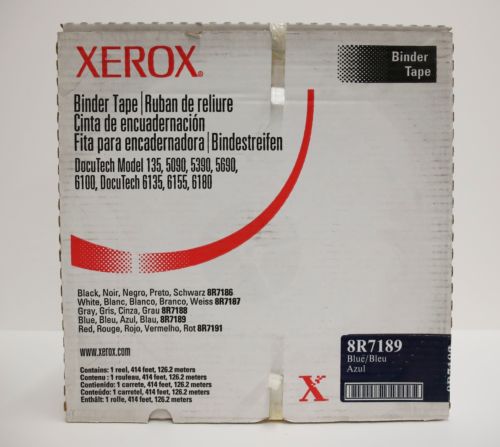 XEROX®
Binder
Tape
Binder Tape|Ruban de reliure
Cinta de encuadernación
Fita para encadernadora|Bindestreifen
DocuTech Model 135, 5090, 5390, 5690,
6100, DocuTech 6135, 6155, 6180
Black, Noir, Negro, Preto, Schwarz 8R7186
White, Blanc, Blanco, Branco, Weiss 8R7187
Gray, Gris, Cinza, Grau 8R7188
Blue, Bleu, Azul, Blau, 8R7189
Red, Rouge, Rojo, Vermelho, Rot 8R7191
www.xerox.com
Contains: 1 reel, 414 feet, 126.2 meters
Contenu : 1 rouleau, 414 feet, 126.2 meters
Contenido: 1 carrete, 414 feet, 126.2 meters
Conteúdo: 1 carretel, 414 feet, 126.2 meters
Enthält: 1 rolle, 414 feet, 126.2 meters
X
8R7189
Blue/Bleu
Azul